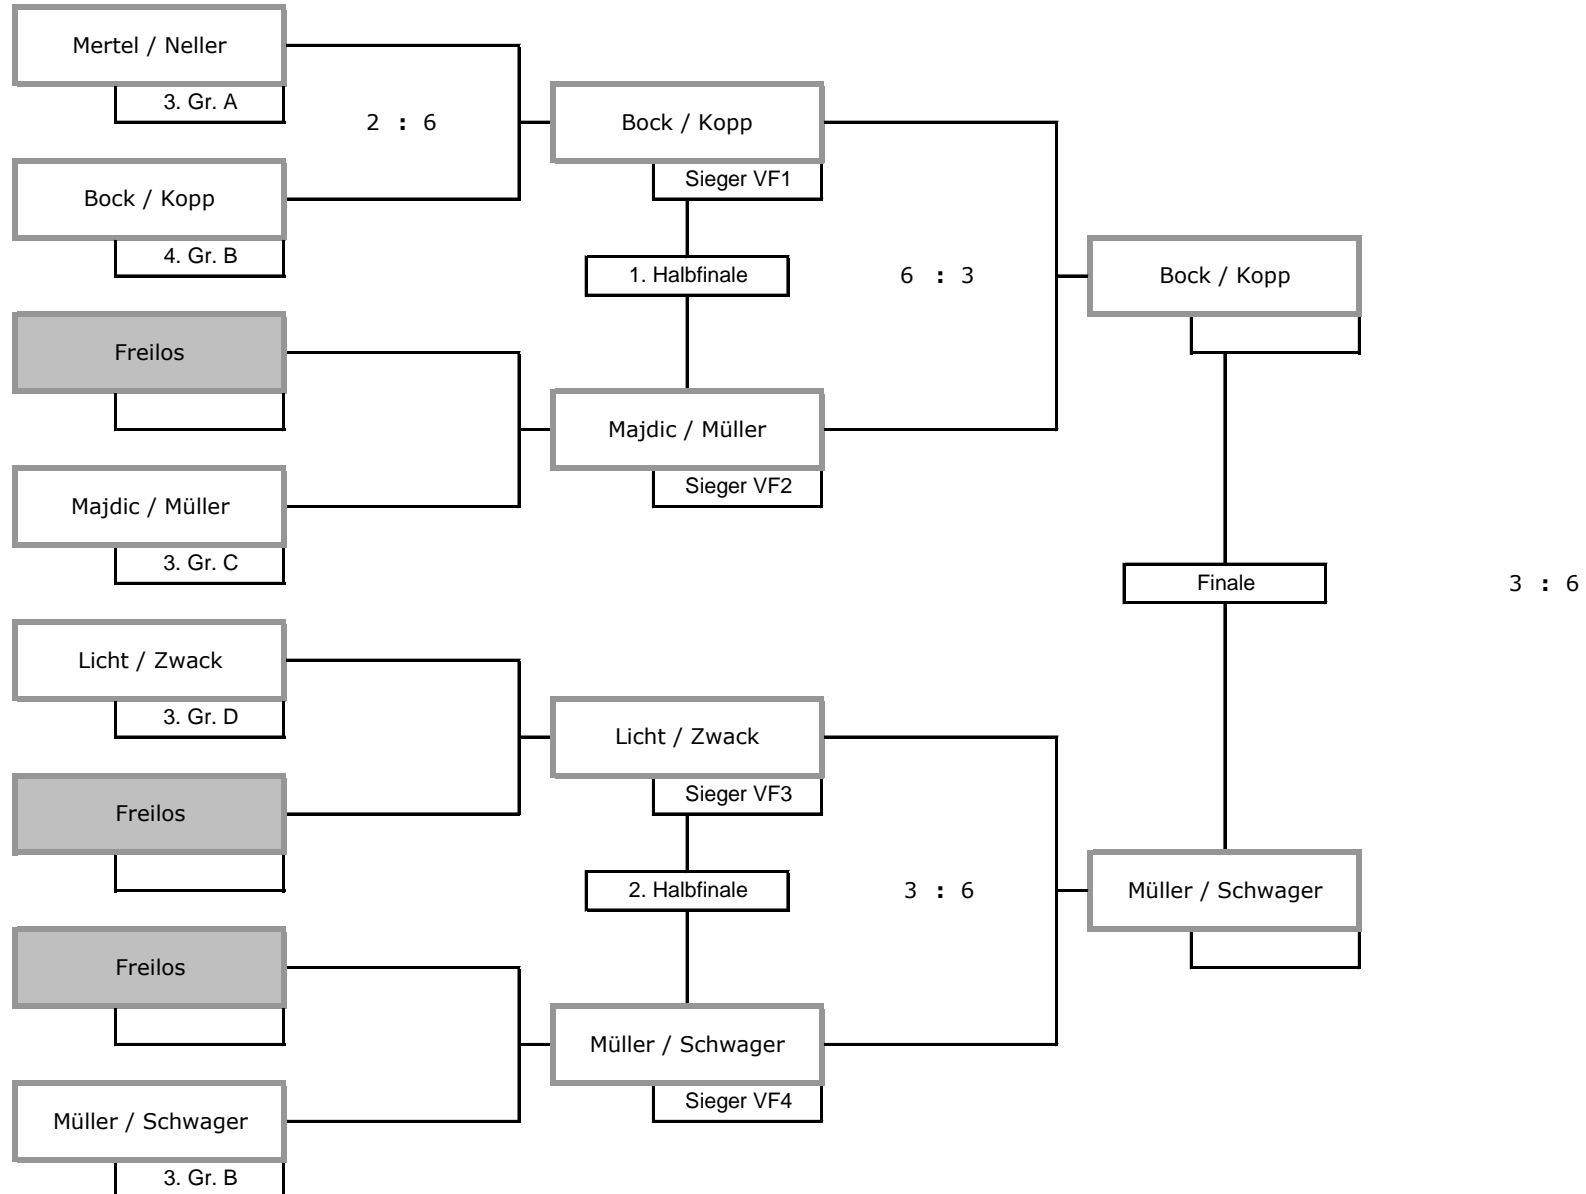 Mertel / Neller
3. Gr. A
2 : 6
Bock / Kopp
Sieger VF1
Bock / Kopp
4. Gr. B
1. Halbfinale
6 : 3
Bock / Kopp
Freilos
Majdic / Müller
Sieger VF2
Majdic / Müller
3. Gr. C
Finale
3 : 6
Licht / Zwack
3. Gr. D
Licht / Zwack
Sieger VF3
Freilos
2. Halbfinale
3 : 6
Müller / Schwager
Freilos
Müller / Schwager
Sieger VF4
Müller / Schwager
3. Gr. B